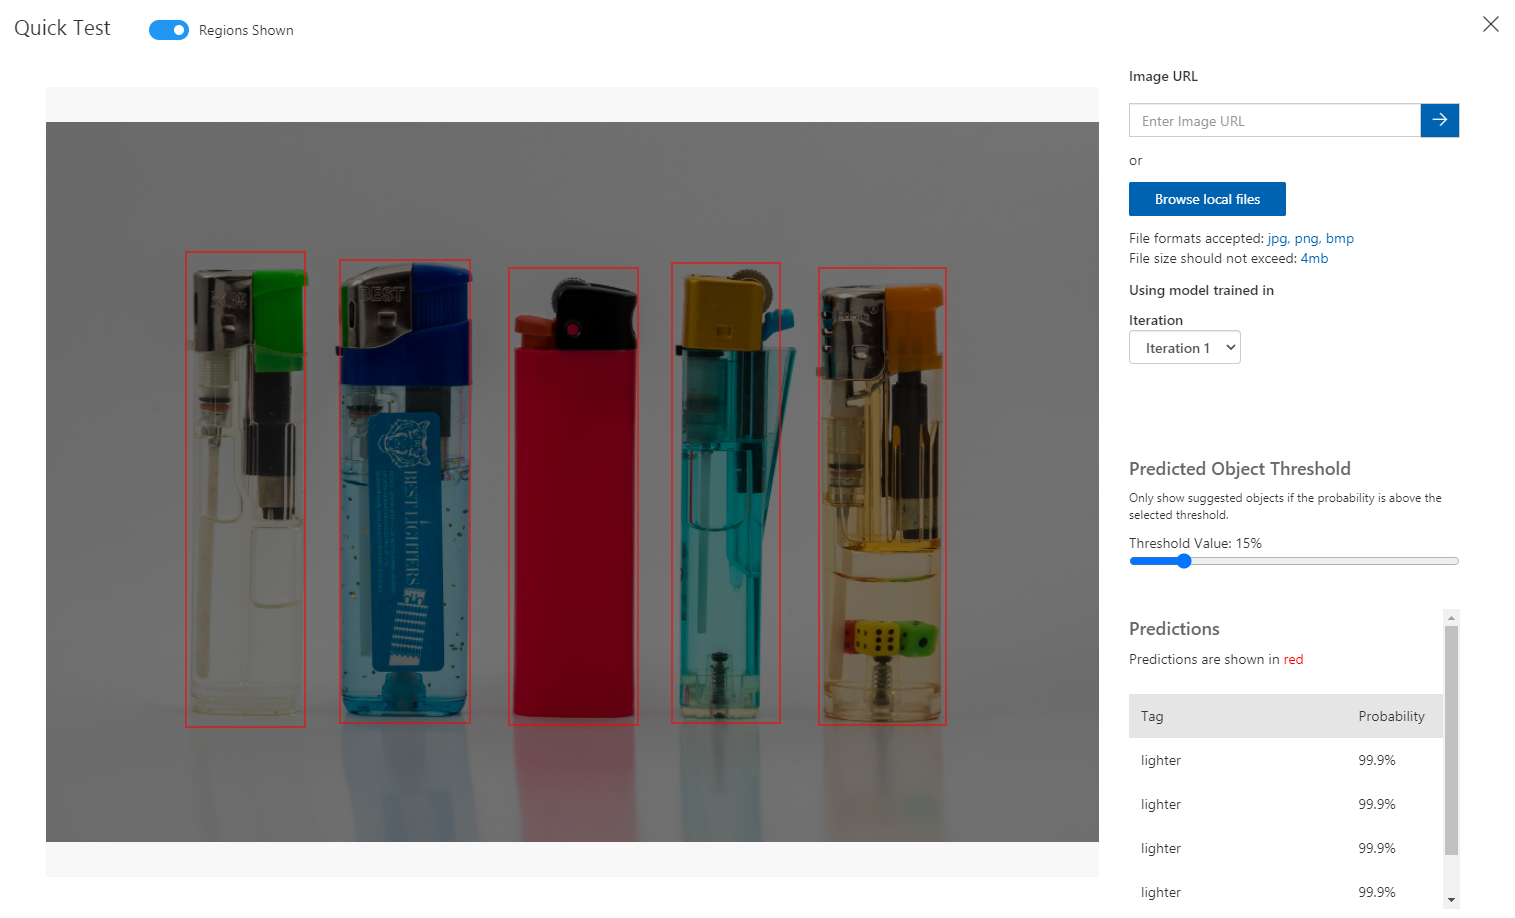 Quick Test
Regions Shown
Image URL
Enter Image URL
or
Browse local files
File formats accepted: jpg, png, bmp
File size should not exceed: 4mb
Using model trained in
Iteration
Iteration 1
Predicted Object Threshold
Only show suggested objects if the probability is above the
selected threshold.
Threshold Value: 15%
Predictions
Predictions are shown in red
Tag Probability
lighter 99.9%
lighter 99.9%
lighter 99.9%
lighter 99.9%
BEST
BEST LIGHTERS